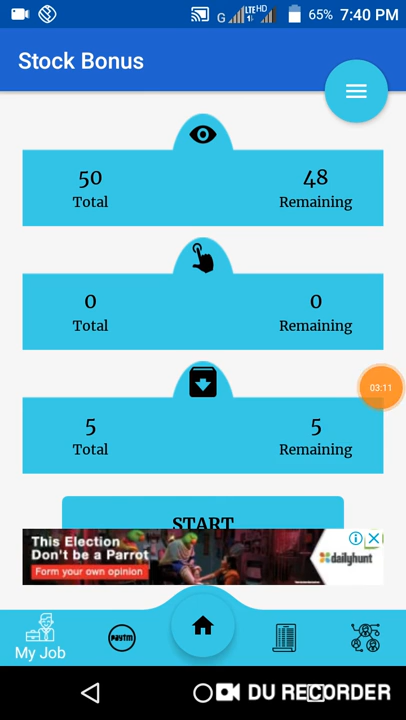 G LTE HD 65% 7:40 PM
Stock Bonus
50 48
Total Remaining
0 0
Total Remaining
03:11
5 5
Total Remaining
START
This Election
Don't be a Parrot
Form your own opinion
dailyhunt
My Job
paytm
DU RECORDER